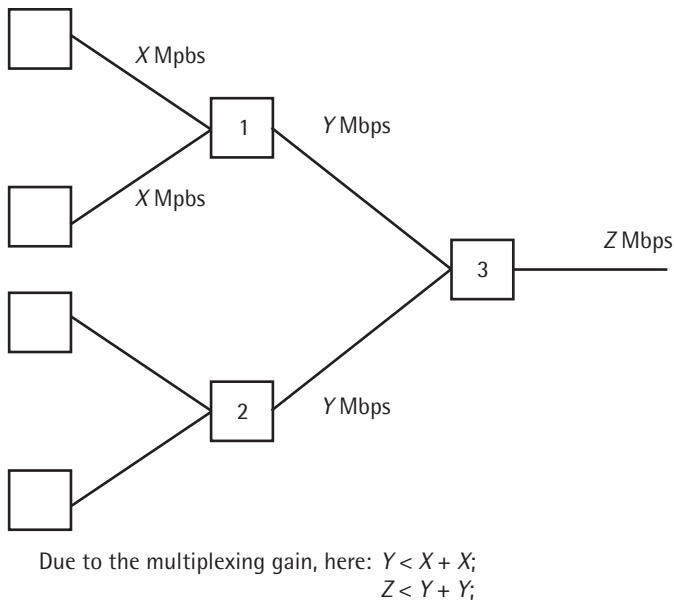 X Mpbs
1
Y Mbps
X Mpbs
Z Mbps
3
2
Y Mbps
Due to the multiplexing gain, here: Y < X + X;
Z < Y + Y;